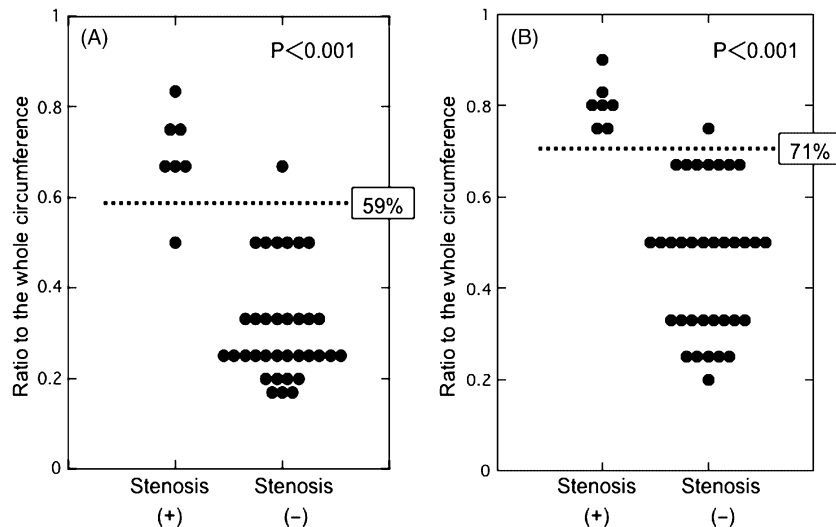 (A)
P<0.001
Ratio to the whole circumference
1
0.8
0.6
0.4
0.2
0
59%
Stenosis
(+)
Stenosis
(-)
(B)
P<0.001
Ratio to the whole circumference
1
0.8
0.6
0.4
0.2
0
71%
Stenosis
(+)
Stenosis
(-)